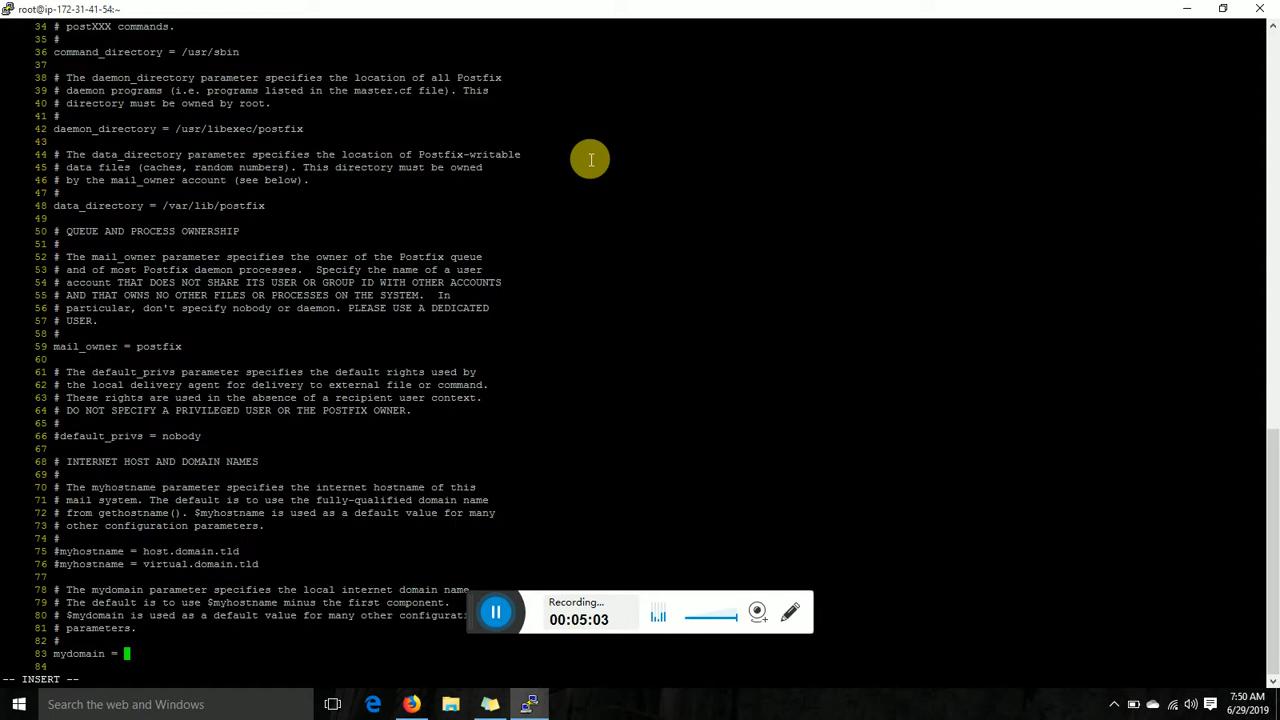 root@ip-172-31-41-54:~
34 # postXXX commands.
35 #
36 command_directory = /usr/sbin
37
38 # The daemon_directory parameter specifies the location of all Postfix
39 # daemon programs (i.e. programs listed in the master.cf file). This
40 # directory must be owned by root.
41 #
42 daemon_directory = /usr/libexec/postfix
43
44 # The data_directory parameter specifies the location of Postfix-writable
45 # data files (caches, random numbers). This directory must be owned
46 # by the mail_owner account (see below).
47 #
48 data_directory = /var/lib/postfix
49
50 # QUEUE AND PROCESS OWNERSHIP
51 #
52 # The mail_owner parameter specifies the owner of the Postfix queue
53 # and of most Postfix daemon processes.  Specify the name of a user
54 # account THAT DOES NOT SHARE ITS USER OR GROUP ID WITH OTHER ACCOUNTS
55 # AND THAT OWNS NO OTHER FILES OR PROCESSES ON THE SYSTEM.  In
56 # particular, don't specify nobody or daemon. PLEASE USE A DEDICATED
57 # USER.
58 #
59 mail_owner = postfix
60
61 # The default_privs parameter specifies the default rights used by
62 # the local delivery agent for delivery to external file or command.
63 # These rights are used in the absence of a recipient user context.
64 # DO NOT SPECIFY A PRIVILEGED USER OR THE POSTFIX OWNER.
65 #
66 #default_privs = nobody
67
68 # INTERNET HOST AND DOMAIN NAMES
69 #
70 # The myhostname parameter specifies the internet hostname of this
71 # mail system. The default is to use the fully-qualified domain name
72 # from gethostname(). $myhostname is used as a default value for many
73 # other configuration parameters.
74 #
75 #myhostname = host.domain.tld
76 #myhostname = virtual.domain.tld
77
78 # The mydomain parameter specifies the local internet domain name
79 # The default is to use $myhostname minus the first component.
80 # $mydomain is used as a default value for many other configurati
81 # parameters.
82 #
83 mydomain =
84
-- INSERT --
Recording...
00:05:03
Search the web and Windows
7:50 AM
6/29/2019